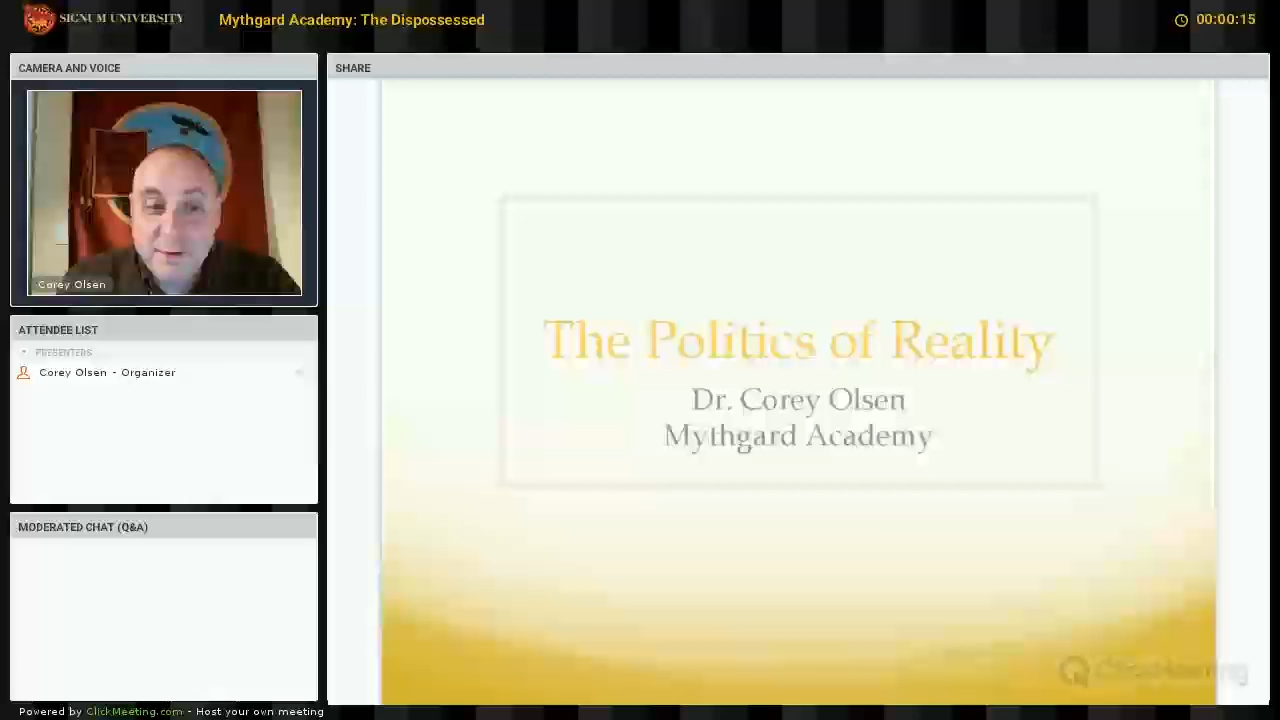 SIGNUM UNIVERSITY
Mythgard Academy: The Dispossessed
00:00:15
CAMERA AND VOICE
Corey Olsen
ATTENDEE LIST
PRESENTERS
Corey Olsen - Organizer
MODERATED CHAT (Q&A)
SHARE
The Politics of Reality
Dr. Corey Olsen
Mythgard Academy
ClickMeeting
Powered by ClickMeeting.com - Host your own meeting